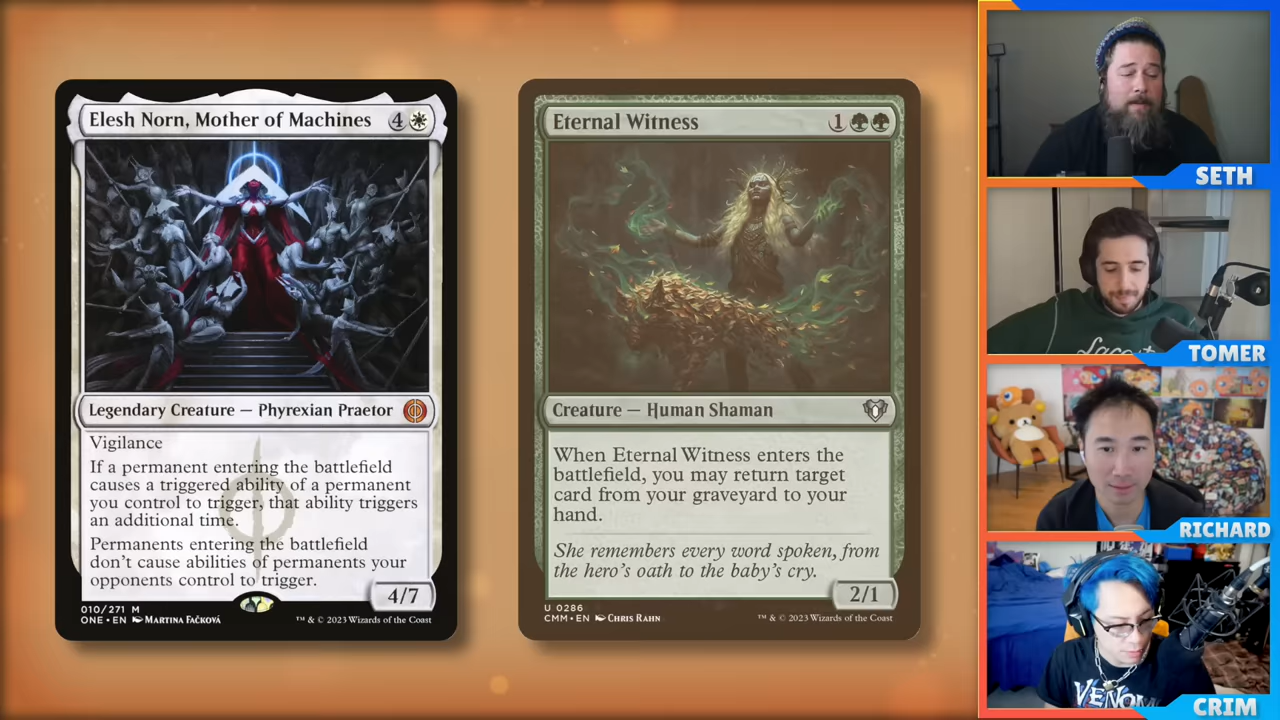 Elesh Norn, Mother of Machines 4
Legendary Creature — Phyrexian Praetor
Vigilance
If a permanent entering the battlefield
causes a triggered ability of a permanent
you control to trigger, that ability triggers
an additional time.
Permanents entering the battlefield
don't cause abilities of permanents your
opponents control to trigger.
4/7
010/271 M
ONE • EN Martina Fačková
™ & © 2023 Wizards of the Coast
Eternal Witness 1
Creature — Human Shaman
When Eternal Witness enters the
battlefield, you may return target
card from your graveyard to your
hand.
She remembers every word spoken, from
the hero's oath to the baby's cry.
2/1
U 0286
CMM • EN Chris Rahn
™ & © 2023 Wizards of the Coast
SETH
Lacoste
TOMER
RICHARD
VENOM
CRIM